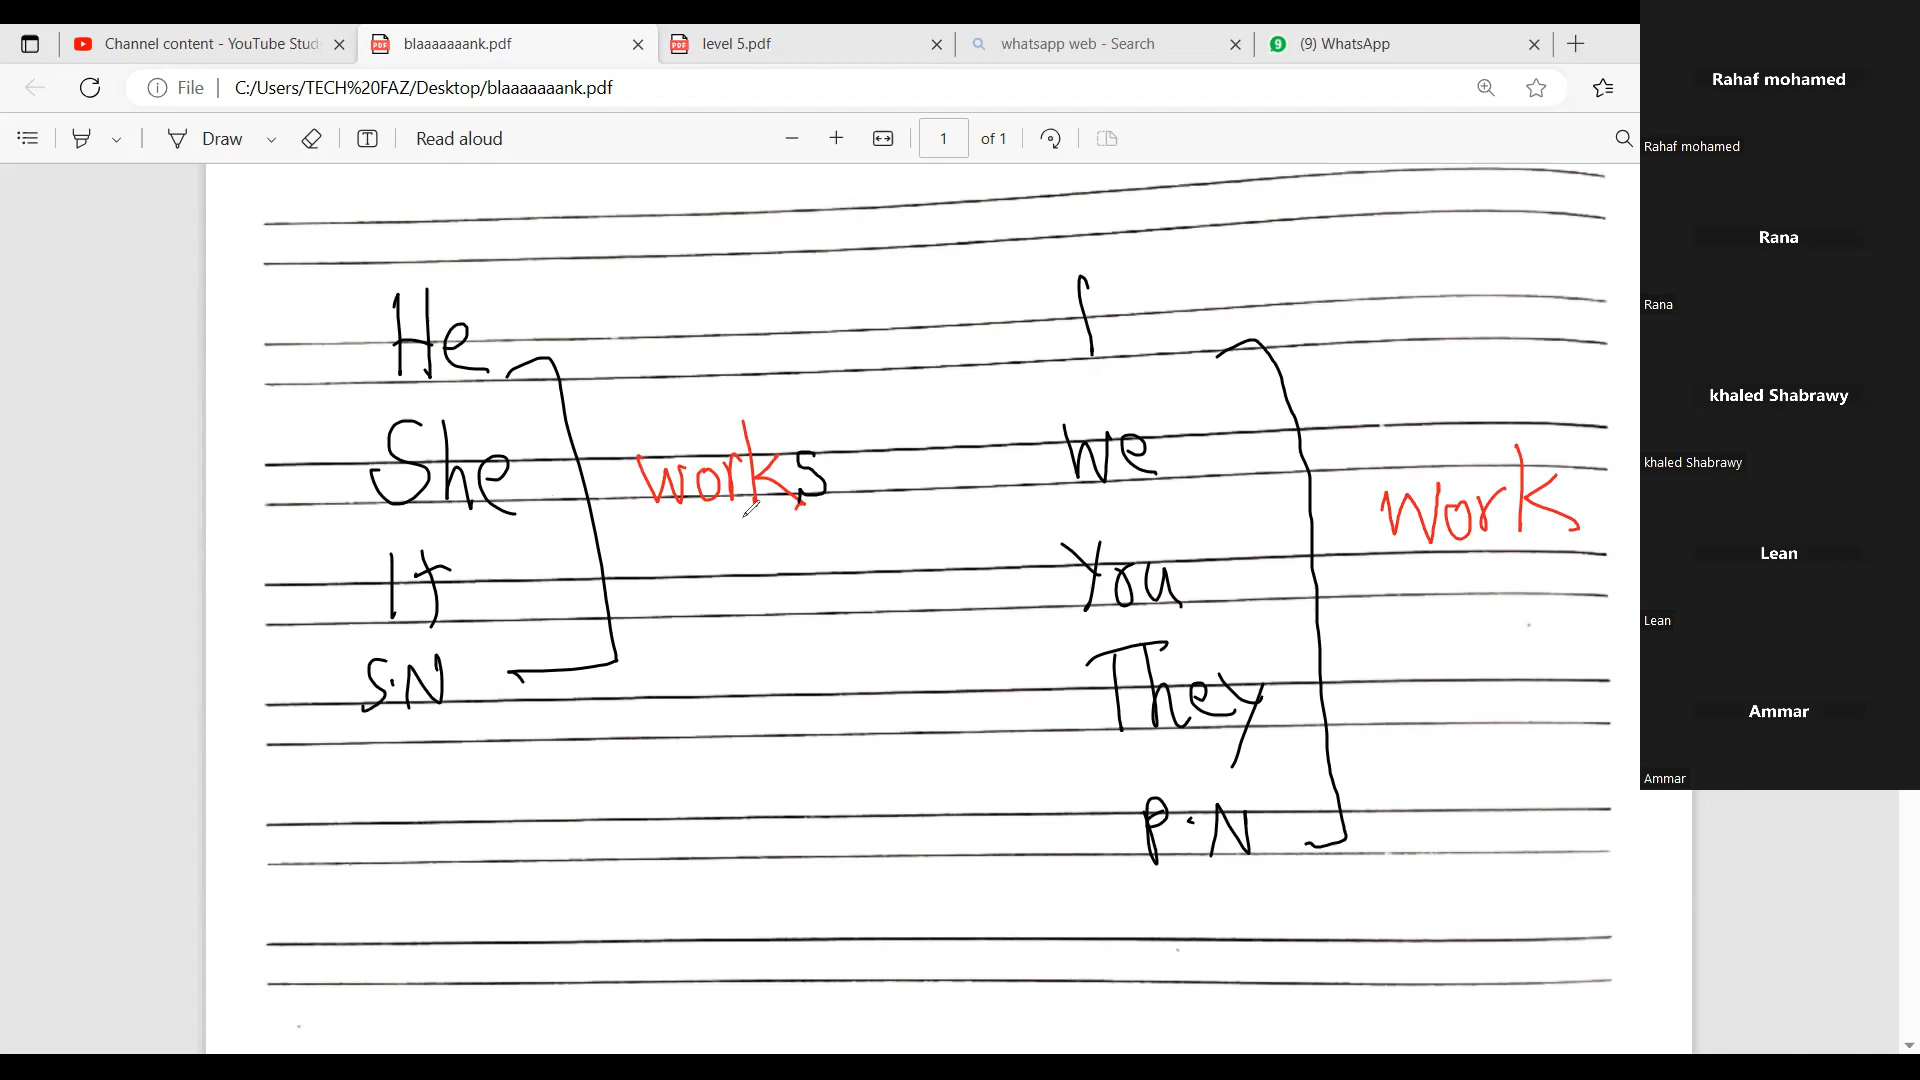 Channel content - YouTube Stud
blaaaaaaank.pdf
level 5.pdf
whatsapp web - Search
9 (9) WhatsApp
File C:/Users/TECH%20FAZ/Desktop/blaaaaaaank.pdf
Draw Read aloud 1 of 1
He
She
It
S.N
works
I
We
You
They
P.N
Work
Rahaf mohamed
Rahaf mohamed
Rana
Rana
khaled Shabrawy
khaled Shabrawy
Lean
Lean
Ammar
Ammar